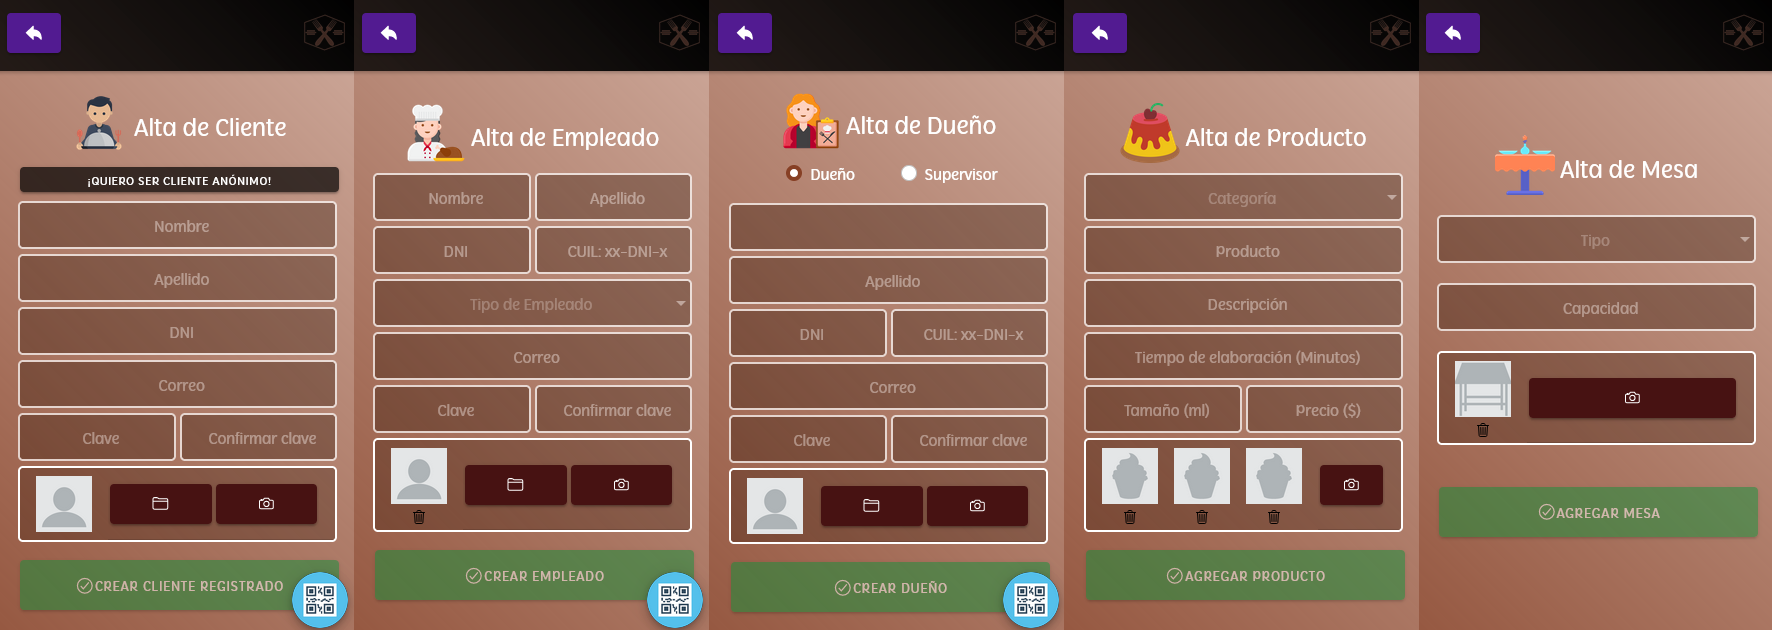 Alta de Cliente
¡QUIERO SER CLIENTE ANÓNIMO!
Nombre
Apellido
DNI
Correo
Clave
Confirmar clave
CREAR CLIENTE REGISTRADO
Alta de Empleado
Nombre
Apellido
DNI
CUIL: xx-DNI-x
Tipo de Empleado
Correo
Clave
Confirmar clave
CREAR EMPLEADO
Alta de Dueño
Dueño
Supervisor
Apellido
DNI
CUIL: xx-DNI-x
Correo
Clave
Confirmar clave
CREAR DUEÑO
Alta de Producto
Categoría
Producto
Descripción
Tiempo de elaboración (Minutos)
Tamaño (ml)
Precio ($)
AGREGAR PRODUCTO
Alta de Mesa
Tipo
Capacidad
AGREGAR MESA